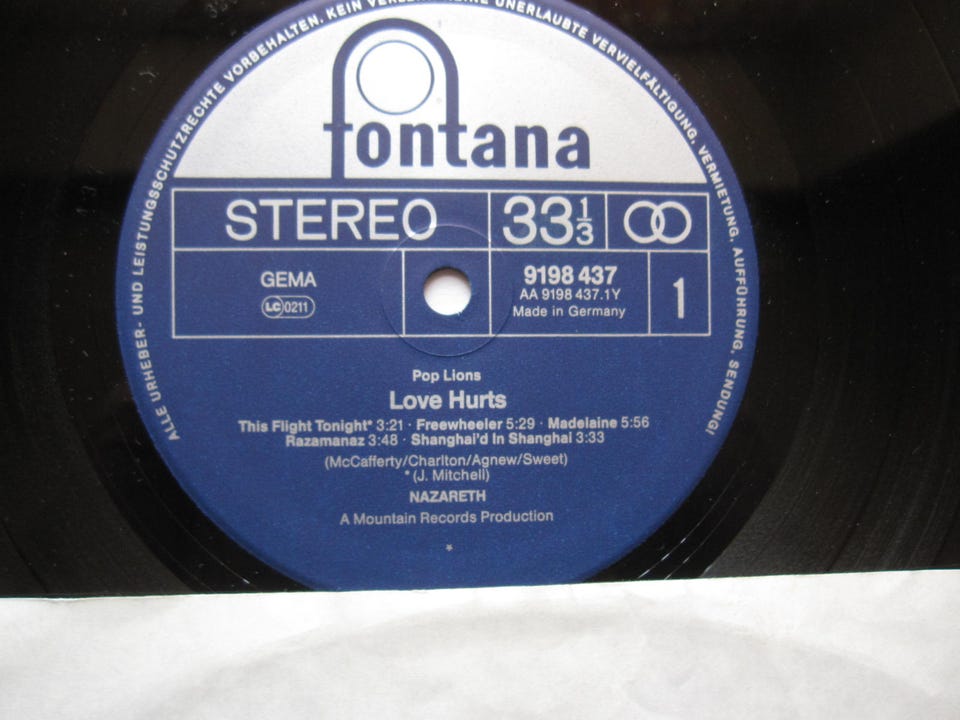 ALLE URHEBER- UND LEISTUNGSSCHUTZRECHTE VORBEHALTEN. KEIN UNERLAUBTE VERVIELFÄLTIGUNG, VERMIETUNG, AUFFÜHRUNG, SENDUNG!
fontana
STEREO 33 1/3
GEMA
LC 0211
9198 437
AA 9198 437.1Y
Made in Germany
1
Pop Lions
Love Hurts
This Flight Tonight* 3:21 · Freewheeler 5:29 · Madelaine 5:56
Razamanaz 3:48 · Shanghai'd In Shanghai 3:33
(McCafferty/Charlton/Agnew/Sweet)
*(J. Mitchell)
NAZARETH
A Mountain Records Production
*